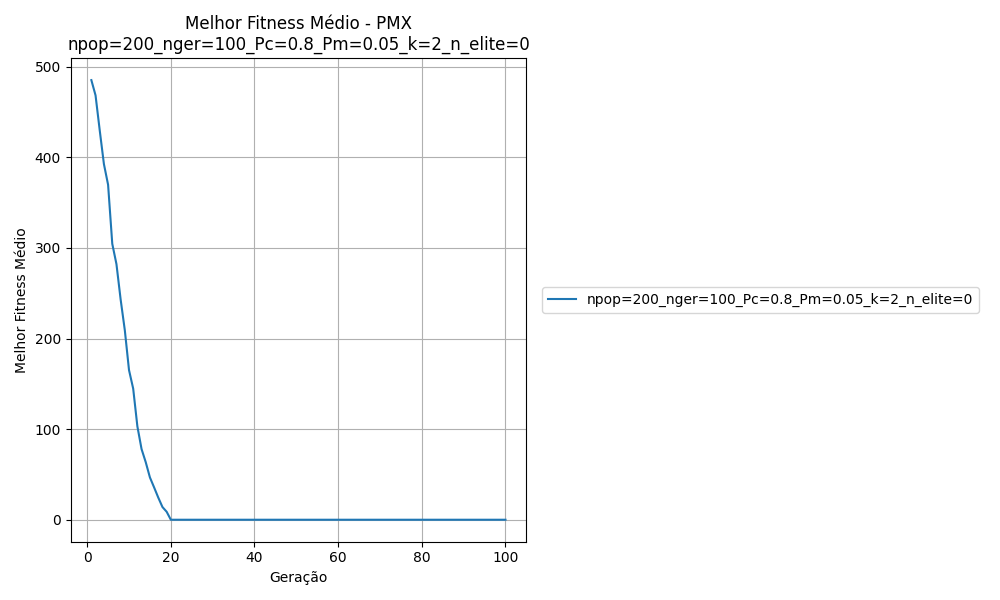 Melhor Fitness Médio - PMX
npop=200_nger=100_Pc=0.8_Pm=0.05_k=2_n_elite=0
Melhor Fitness Médio
500
400
300
200
100
0
0 20 40 60 80 100
Geração
npop=200_nger=100_Pc=0.8_Pm=0.05_k=2_n_elite=0